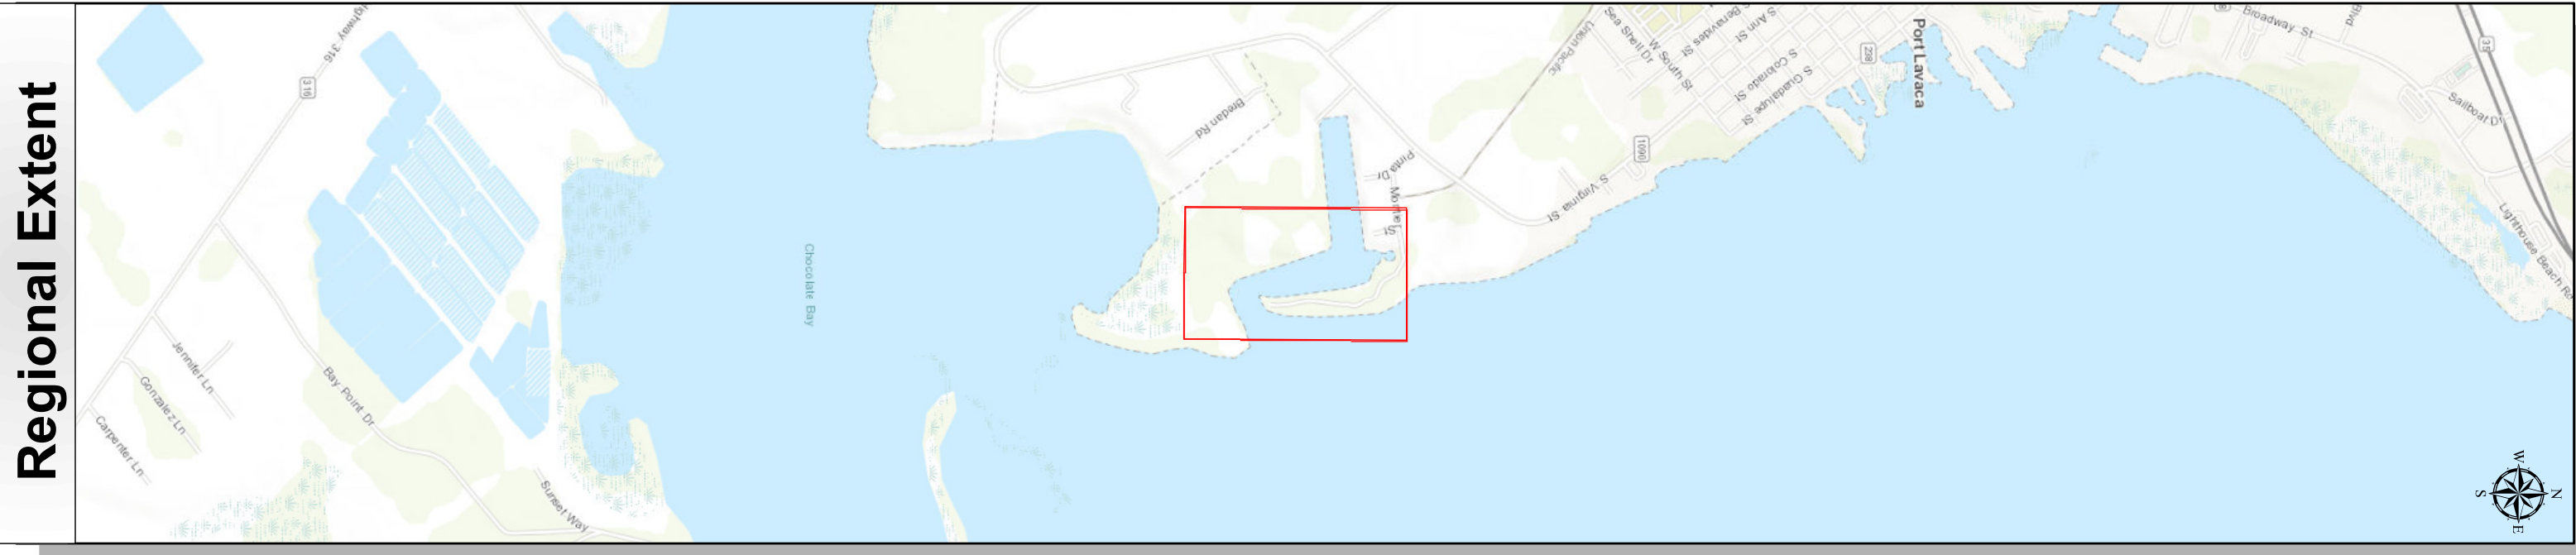 Regional Extent
Highway 316
316
Jennifer Ln
Gonzalez Ln
Carpenter Ln
Bay Point Dr
Sunset Way
Chocolate Bay
Bredan Rd
Pinta Dr
St
Union Pacific
Sea Shell Dr
W South St
S Benavides St
S Ann St
S Colorado St
S Guadalupe St
S Virginia St
1090
238
Port Lavaca
Broadway St
Blvd
35
Sailboat D
Lighthouse Beach
W
N
S
E